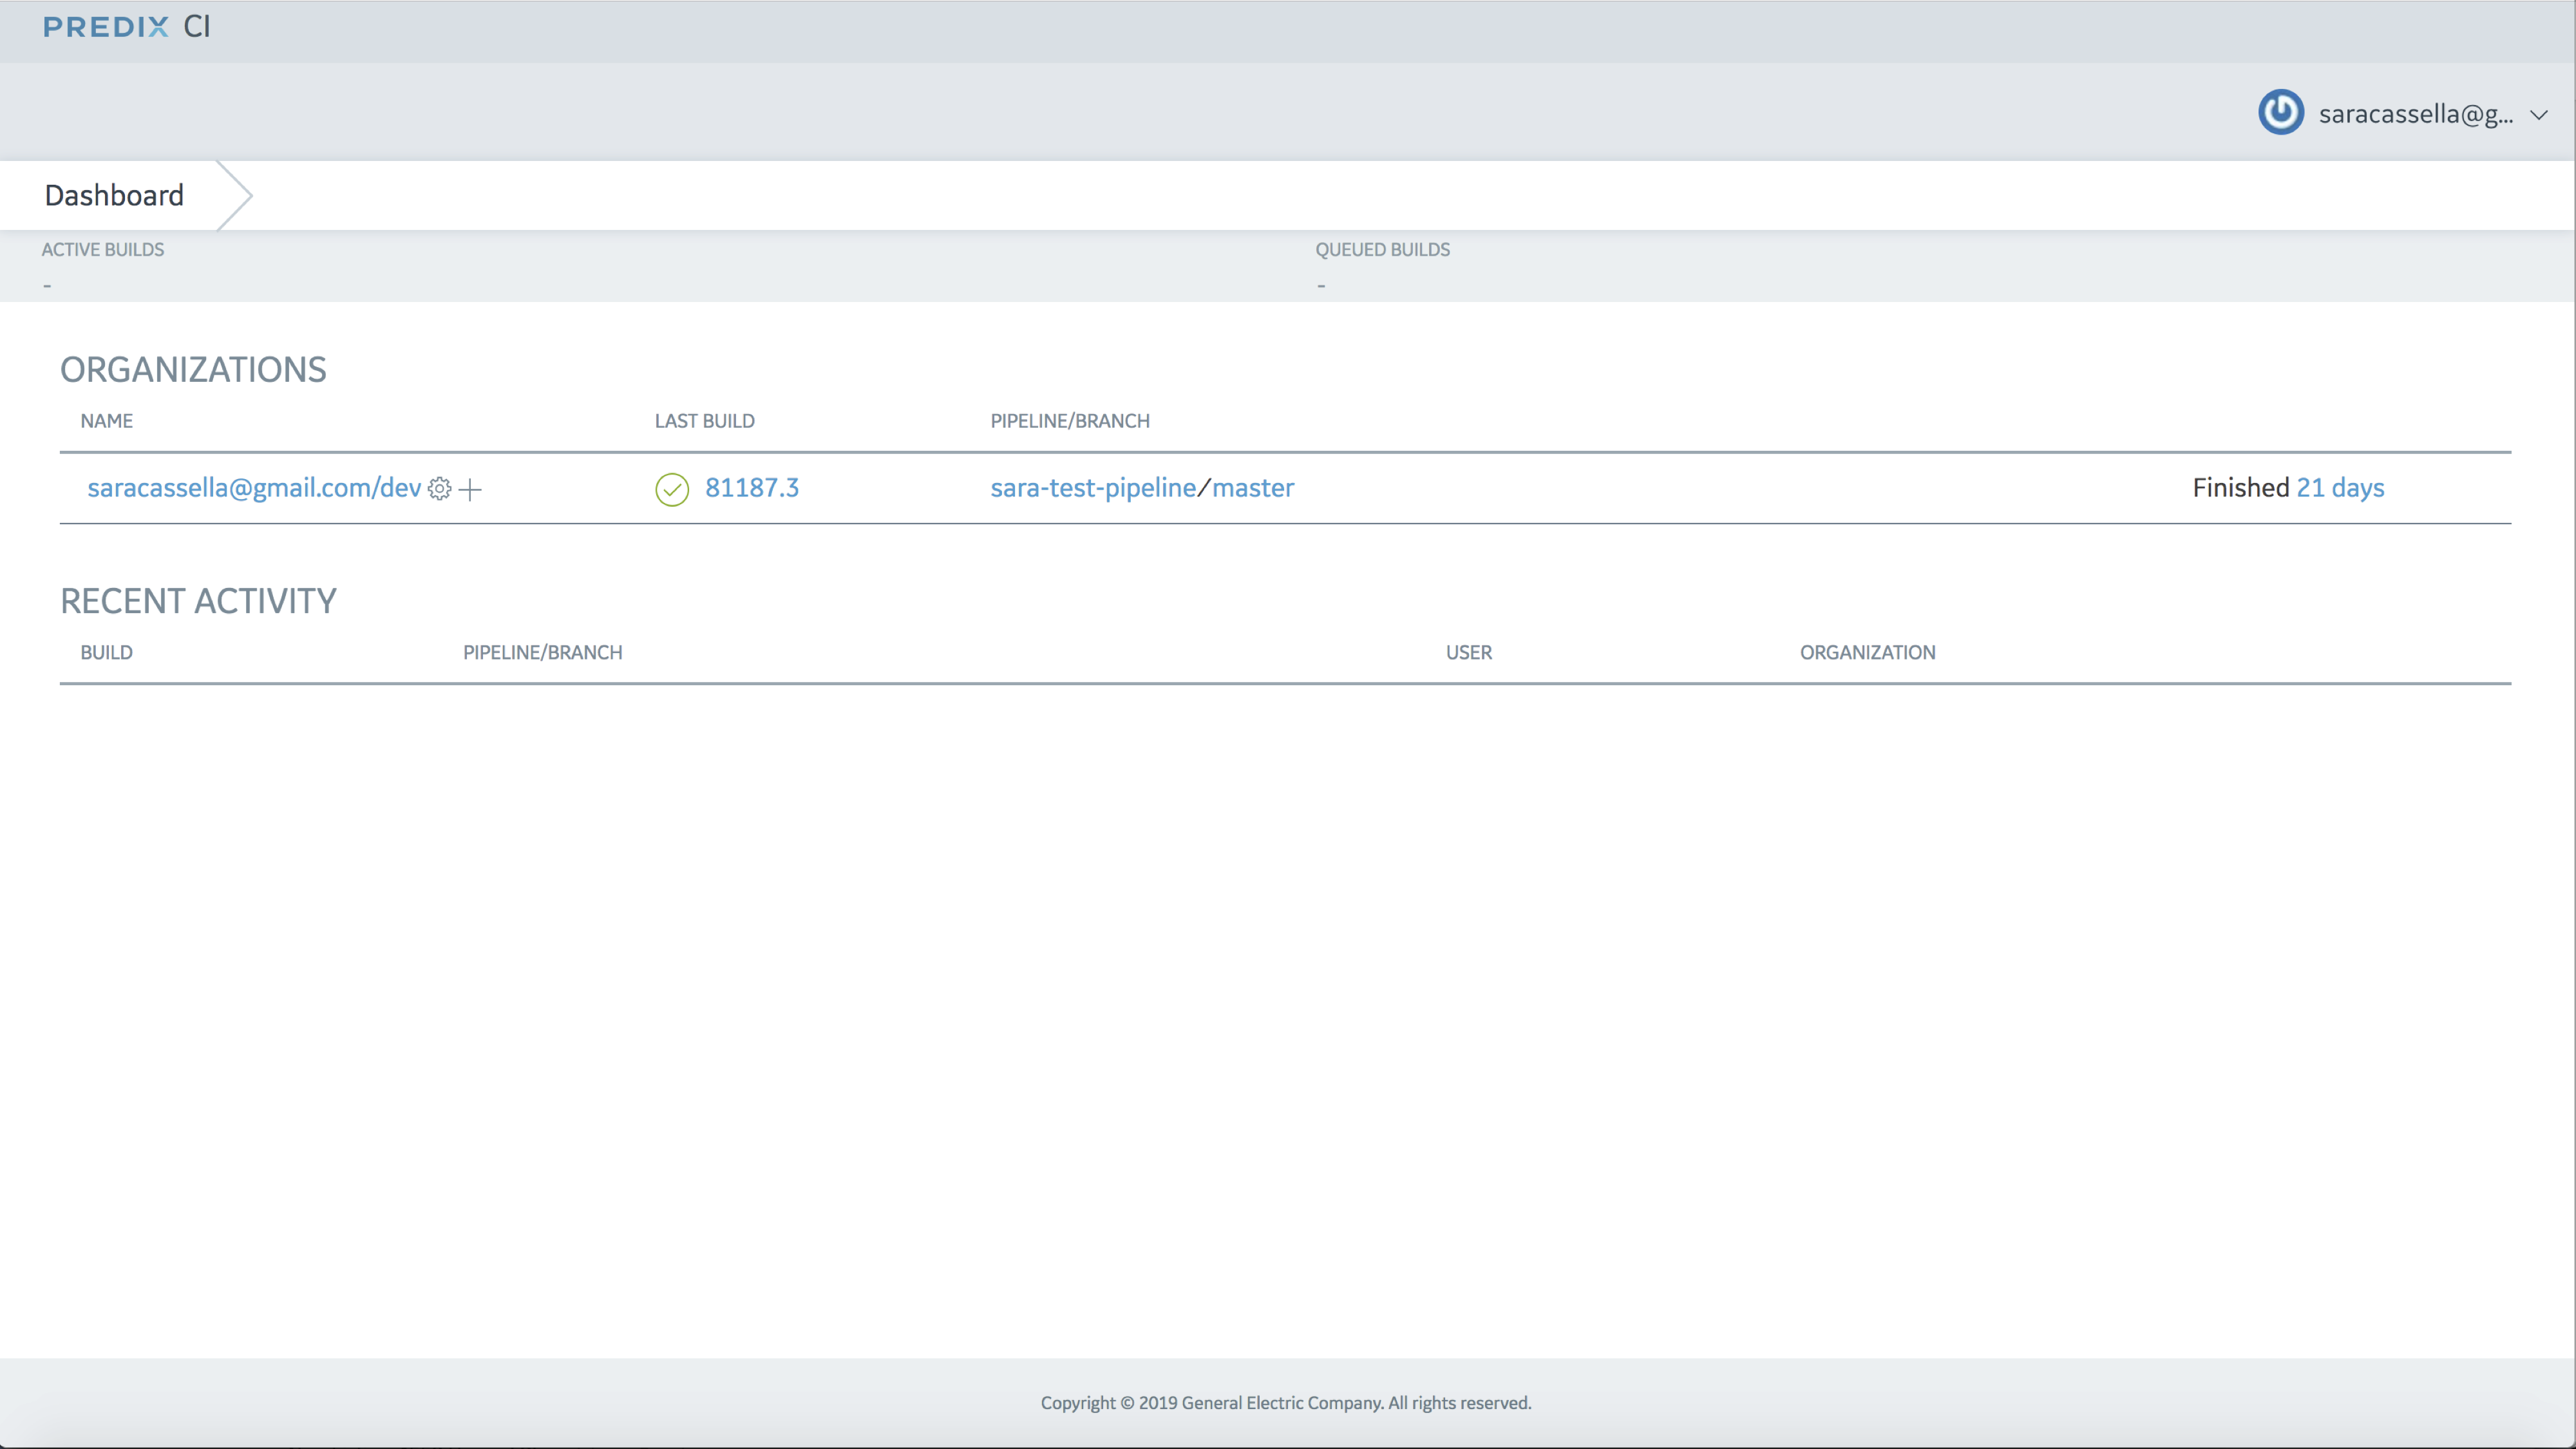 PREDIX CI
saracassella@g...
Dashboard
ACTIVE BUILDS QUEUED BUILDS
- -
ORGANIZATIONS
NAME LAST BUILD PIPELINE/BRANCH
saracassella@gmail.com/dev 81187.3 sara-test-pipeline/master Finished 21 days
RECENT ACTIVITY
BUILD PIPELINE/BRANCH USER ORGANIZATION
Copyright © 2019 General Electric Company. All rights reserved.